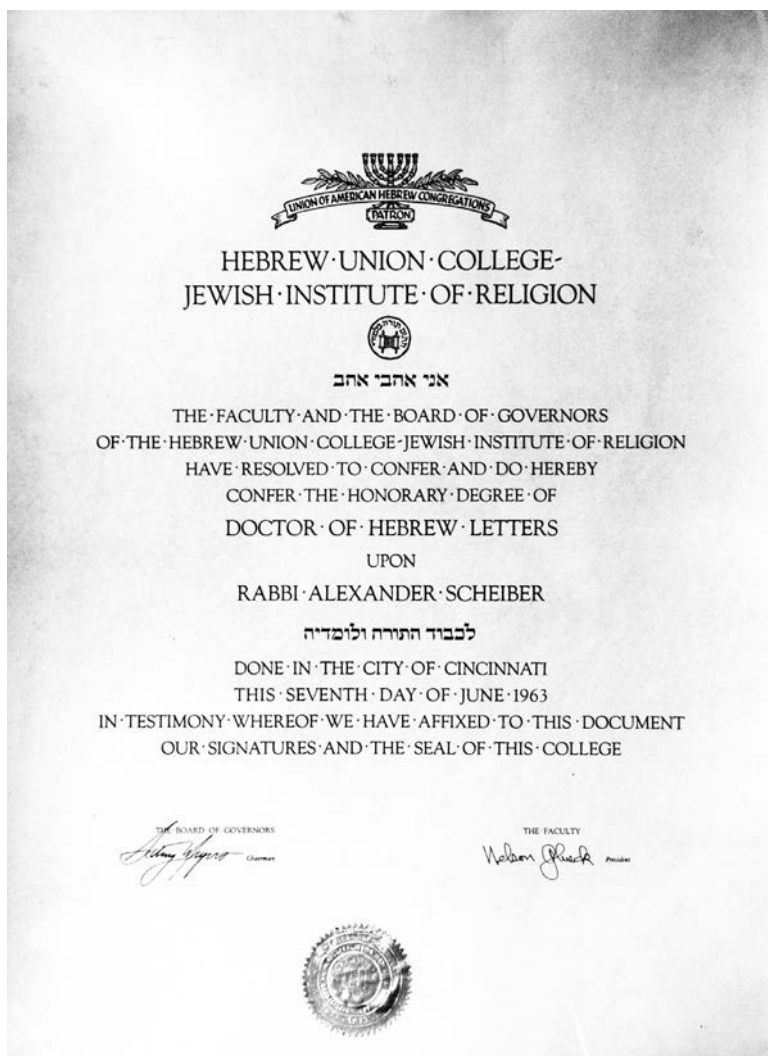 UNION OF AMERICAN HEBREW CONGREGATIONS
PATRON
HEBREW·UNION·COLLEGE-
JEWISH·INSTITUTE·OF·RELIGION
אני אהבי אהב
THE·FACULTY·AND·THE·BOARD·OF·GOVERNORS
OF·THE·HEBREW·UNION·COLLEGE-JEWISH·INSTITUTE·OF·RELIGION
HAVE·RESOLVED·TO·CONFER·AND·DO·HEREBY
CONFER·THE·HONORARY·DEGREE·OF
DOCTOR·OF·HEBREW·LETTERS
UPON
RABBI·ALEXANDER·SCHEIBER
לכבוד התורה ולומדיה
DONE·IN·THE·CITY·OF·CINCINNATI
THIS·SEVENTH·DAY·OF·JUNE·1963
IN·TESTIMONY·WHEREOF·WE·HAVE·AFFIXED·TO·THIS·DOCUMENT
OUR·SIGNATURES·AND·THE·SEAL·OF·THIS·COLLEGE
THE BOARD OF GOVERNORS
Chairman
THE·FACULTY
Nelson Glueck President